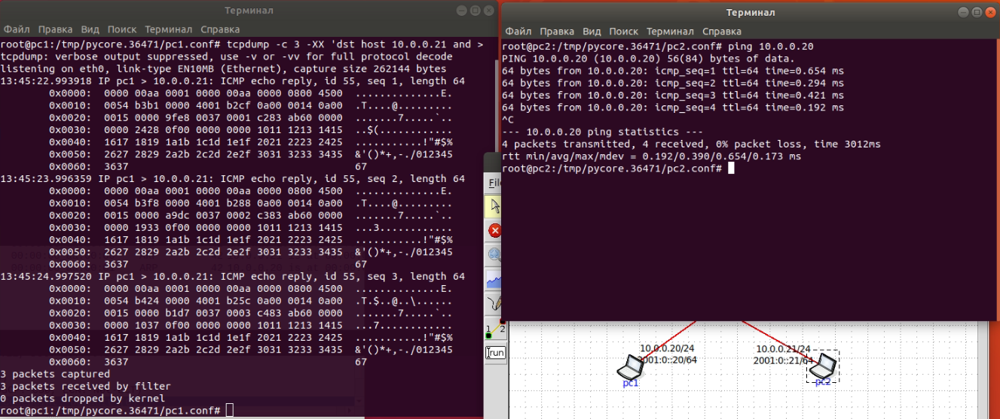 Терминал
Файл Правка Вид Поиск Терминал Справка
root@pc1:/tmp/pycore.36471/pc1.conf# tcpdump -c 3 -XX 'dst host 10.0.0.21 and >
tcpdump: verbose output suppressed, use -v or -vv for full protocol decode
listening on eth0, link-type EN10MB (Ethernet), capture size 262144 bytes
13:45:22.993918 IP pc1 > 10.0.0.21: ICMP echo reply, id 55, seq 1, length 64
0x0000: 0000 00aa 0001 0000 00aa 0000 0800 4500 ..............E.
0x0010: 0054 b3b1 0000 4001 b2cf 0a00 0014 0a00 .T....@.........
0x0020: 0015 0000 9fe8 0037 0001 c283 ab60 0000 .......7.....`..
0x0030: 0000 2428 0f00 0000 0000 1011 1213 1415 ..$(............
0x0040: 1617 1819 1a1b 1c1d 1e1f 2021 2223 2425 ...........!"#$%
0x0050: 2627 2829 2a2b 2c2d 2e2f 3031 3233 3435 &'()*+,-./012345
0x0060: 3637 67
13:45:23.996359 IP pc1 > 10.0.0.21: ICMP echo reply, id 55, seq 2, length 64
0x0000: 0000 00aa 0001 0000 00aa 0000 0800 4500 ..............E.
0x0010: 0054 b3f8 0000 4001 b288 0a00 0014 0a00 .T....@.........
0x0020: 0015 0000 a9dc 0037 0002 c383 ab60 0000 .......7.....`..
0x0030: 0000 1933 0f00 0000 0000 1011 1213 1415 ...3............
0x0040: 1617 1819 1a1b 1c1d 1e1f 2021 2223 2425 ...........!"#$%
0x0050: 2627 2829 2a2b 2c2d 2e2f 3031 3233 3435 &'()*+,-./012345
0x0060: 3637 67
13:45:24.997520 IP pc1 > 10.0.0.21: ICMP echo reply, id 55, seq 3, length 64
0x0000: 0000 00aa 0001 0000 00aa 0000 0800 4500 ..............E.
0x0010: 0054 b424 0000 4001 b25c 0a00 0014 0a00 .T.$..@..\......
0x0020: 0015 0000 b1d7 0037 0003 c483 ab60 0000 .......7.....`..
0x0030: 0000 1037 0f00 0000 0000 1011 1213 1415 ...7............
0x0040: 1617 1819 1a1b 1c1d 1e1f 2021 2223 2425 ...........!"#$%
0x0050: 2627 2829 2a2b 2c2d 2e2f 3031 3233 3435 &'()*+,-./012345
0x0060: 3637 67
3 packets captured
3 packets received by filter
0 packets dropped by kernel
root@pc1:/tmp/pycore.36471/pc1.conf#
Терминал
Файл Правка Вид Поиск Терминал Справка
root@pc2:/tmp/pycore.36471/pc2.conf# ping 10.0.0.20
PING 10.0.0.20 (10.0.0.20) 56(84) bytes of data.
64 bytes from 10.0.0.20: icmp_seq=1 ttl=64 time=0.654 ms
64 bytes from 10.0.0.20: icmp_seq=2 ttl=64 time=0.294 ms
64 bytes from 10.0.0.20: icmp_seq=3 ttl=64 time=0.421 ms
64 bytes from 10.0.0.20: icmp_seq=4 ttl=64 time=0.192 ms
^C
--- 10.0.0.20 ping statistics ---
4 packets transmitted, 4 received, 0% packet loss, time 3012ms
rtt min/avg/max/mdev = 0.192/0.390/0.654/0.173 ms
root@pc2:/tmp/pycore.36471/pc2.conf#
1 2
run
10.0.0.20/24
2001:0::20/64
pc1
10.0.0.21/24
2001:0::21/64
pc2